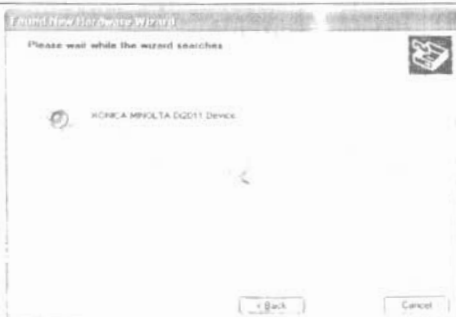 Found New Hardware Wizard
Please wait while the wizard searches
KONICA MINOLTA Di2011 Device
< Back
Cancel